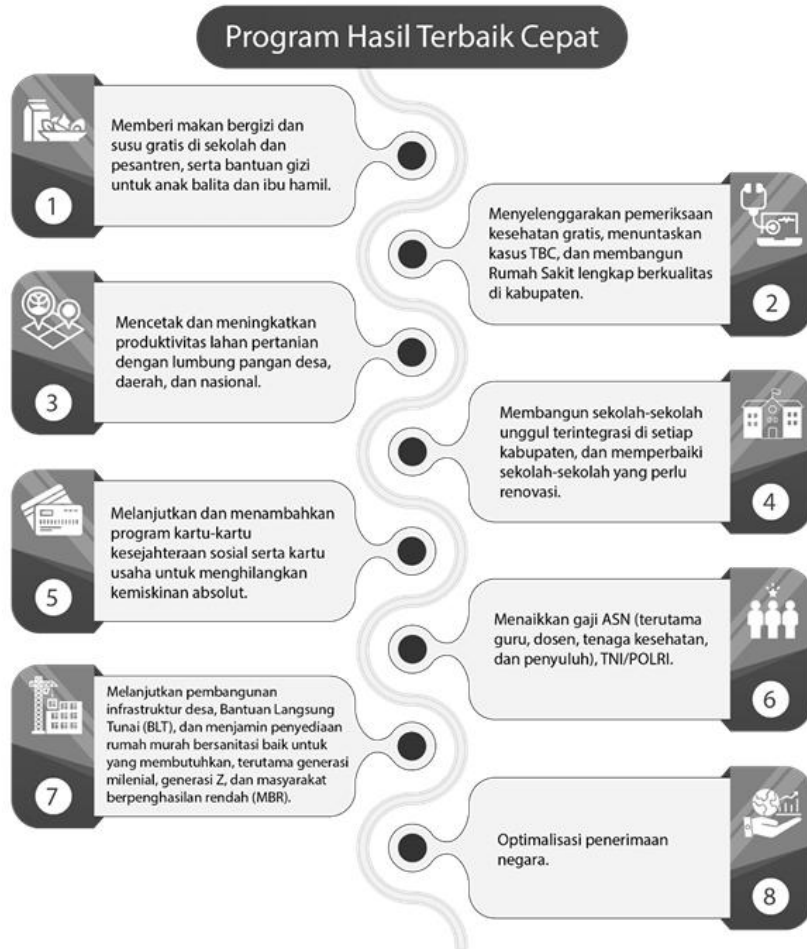 Program Hasil Terbaik Cepat
Memberi makan bergizi dan
susu gratis di sekolah dan
pesantren, serta bantuan gizi
untuk anak balita dan ibu hamil.
1
Menyelenggarakan pemeriksaan
kesehatan gratis, menuntaskan
kasus TBC, dan membangun
Rumah Sakit lengkap berkualitas
di kabupaten.
2
Mencetak dan meningkatkan
produktivitas lahan pertanian
dengan lumbung pangan desa,
daerah, dan nasional.
3
Membangun sekolah-sekolah
unggul terintegrasi di setiap
kabupaten, dan memperbaiki
sekolah-sekolah yang perlu
renovasi.
4
Melanjutkan dan menambahkan
program kartu-kartu
kesejahteraan sosial serta kartu
usaha untuk menghilangkan
kemiskinan absolut.
5
Menaikkan gaji ASN (terutama
guru, dosen, tenaga kesehatan,
dan penyuluh), TNI/POLRI.
6
Melanjutkan pembangunan
infrastruktur desa, Bantuan Langsung
Tunai (BLT), dan menjamin penyediaan
rumah murah bersanitasi baik untuk
yang membutuhkan, terutama generasi
milenial, generasi Z, dan masyarakat
berpenghasilan rendah (MBR).
7
Optimalisasi penerimaan
negara.
8